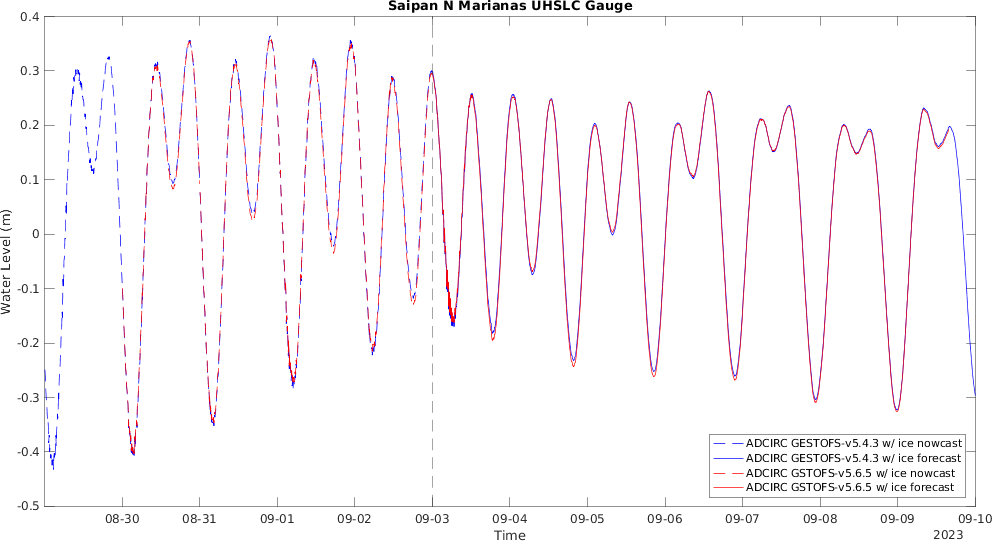 Saipan N Marianas UHSLC Gauge
Water Level (m)
0.4
0.3
0.2
0.1
0
-0.1
-0.2
-0.3
-0.4
-0.5
ADCIRC GESTOFS-v5.4.3 w/ ice nowcast
ADCIRC GESTOFS-v5.4.3 w/ ice forecast
ADCIRC GSTOFS-v5.6.5 w/ ice nowcast
ADCIRC GSTOFS-v5.6.5 w/ ice forecast
08-30 08-31 09-01 09-02 09-03 09-04 09-05 09-06 09-07 09-08 09-09 09-10
Time
2023